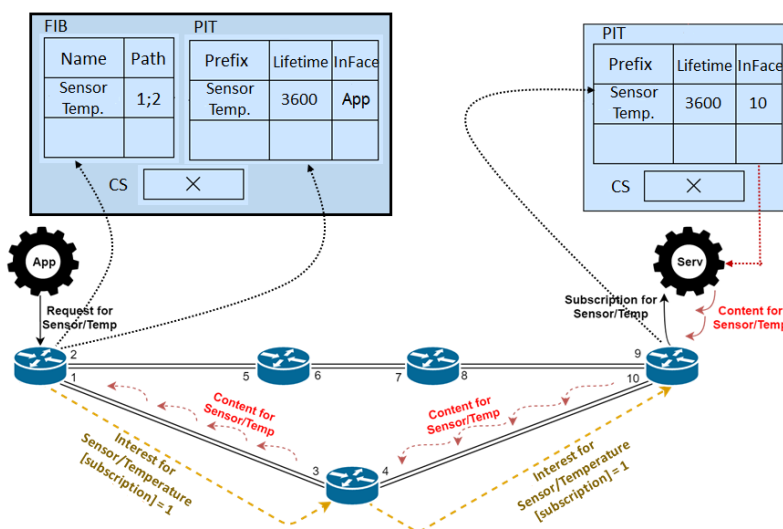 FIB
Name Path
Sensor Temp. 1;2
PIT
Prefix Lifetime InFace
Sensor Temp. 3600 App
CS X
PIT
Prefix Lifetime InFace
Sensor Temp. 3600 10
CS X
App
Serv
Request for
Sensor/Temp
Subscription for
Sensor/Temp
Content for
Sensor/Temp
2
1
5
6
7
8
9
10
Content for
Sensor/Temp
Content for
Sensor/Temp
3
4
Interest for
Sensor/Temperature
[subscription] = 1
Interest for
Sensor/Temperature
[subscription] = 1